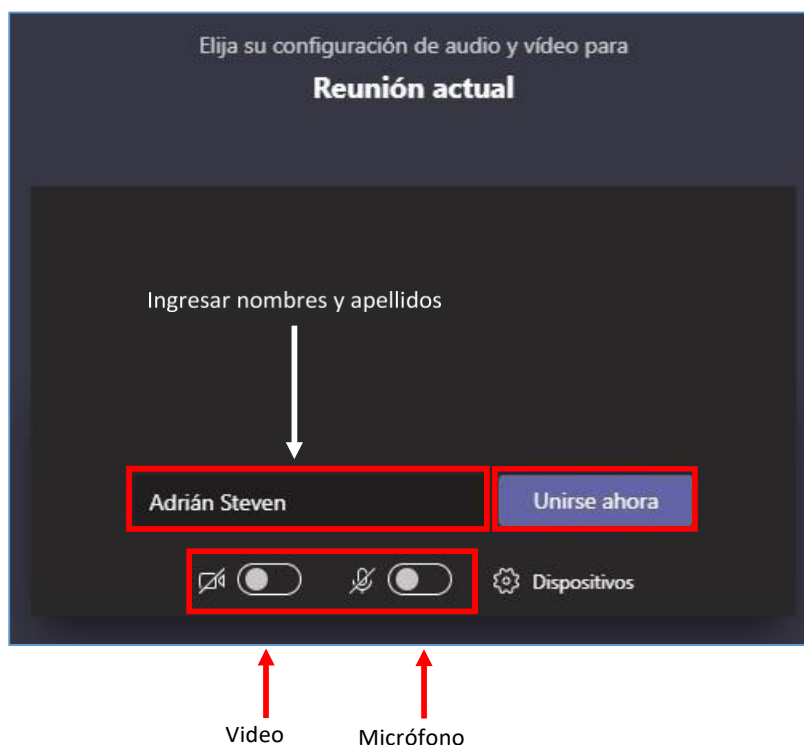 Elija su configuración de audio y vídeo para
Reunión actual
Ingresar nombres y apellidos
Adrián Steven
Unirse ahora
Dispositivos
Video
Micrófono